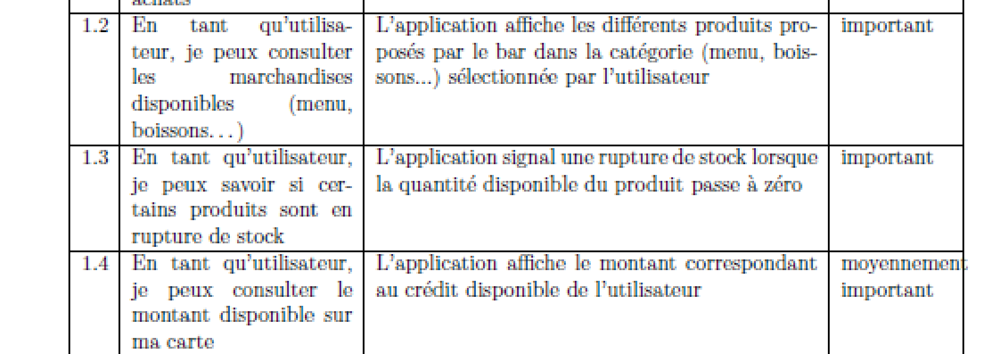 achats
1.2 En tant qu'utilisa- L'application affiche les différents produits pro- important
teur, je peux consulter posés par le bar dans la catégorie (menu, bois-
les marchandises sons...) sélectionnée par l'utilisateur
disponibles (menu,
boissons...)
1.3 En tant qu'utilisateur, L'application signal une rupture de stock lorsque important
je peux savoir si cer- la quantité disponible du produit passe à zéro
tains produits sont en
rupture de stock
1.4 En tant qu'utilisateur, L'application affiche le montant correspondant moyennement
je peux consulter le au crédit disponible de l'utilisateur important
montant disponible sur
ma carte